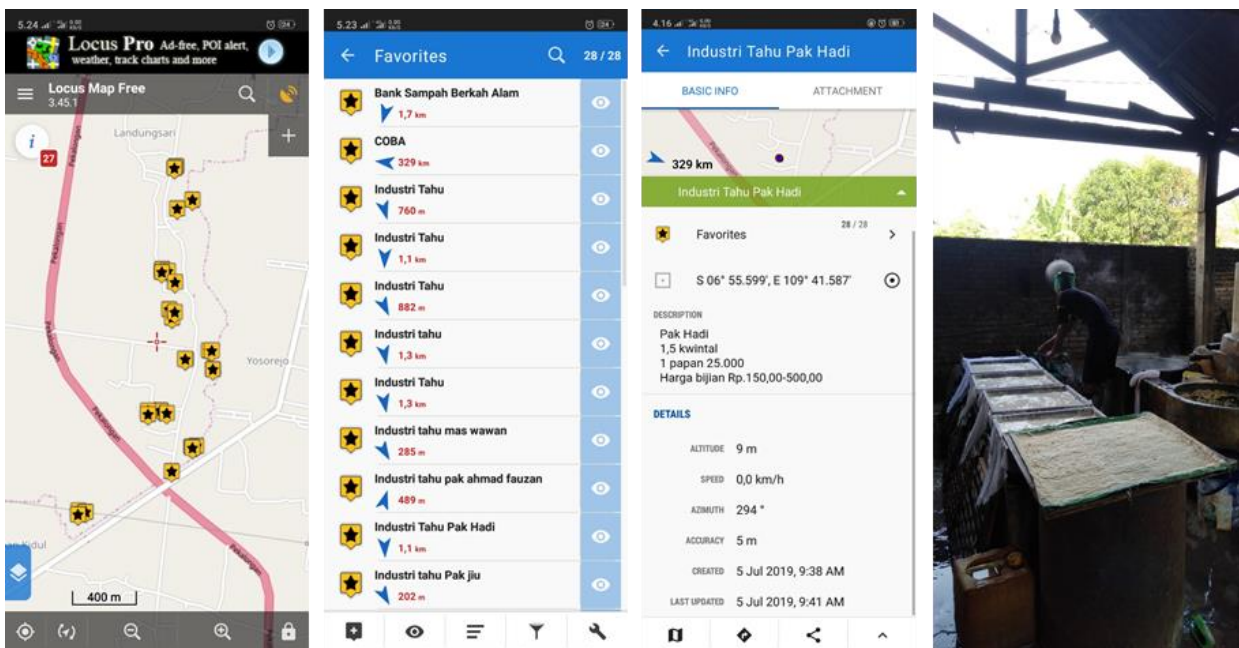 5.24
Locus Pro Ad-free, POI alert,
weather, track charts and more
Locus Map Free
3.45.1
27
Landungsari
Pekalongan
Yosorejo
Pekalongan
Pekalongan
Kidul
400 m
5.23
Favorites
28 / 28
Bank Sampah Berkah Alam
1,7 km
COBA
329 km
Industri Tahu
760 m
Industri Tahu
1,1 km
Industri Tahu
882 m
Industri tahu
1,3 km
Industri Tahu
1,3 km
Industri tahu mas wawan
285 m
Industri tahu pak ahmad fauzan
489 m
Industri Tahu Pak Hadi
1,1 km
Industri tahu Pak jiu
202 m
4.16
Industri Tahu Pak Hadi
BASIC INFO
ATTACHMENT
329 km
Industri Tahu Pak Hadi
28 / 28
Favorites
S 06° 55.599', E 109° 41.587'
DESCRIPTION
Pak Hadi
1,5 kwintal
1 papan 25.000
Harga bijian Rp.150,00-500,00
DETAILS
ALTITUDE 9 m
SPEED 0,0 km/h
AZIMUTH 294 °
ACCURACY 5 m
CREATED 5 Jul 2019, 9:38 AM
LAST UPDATED 5 Jul 2019, 9:41 AM